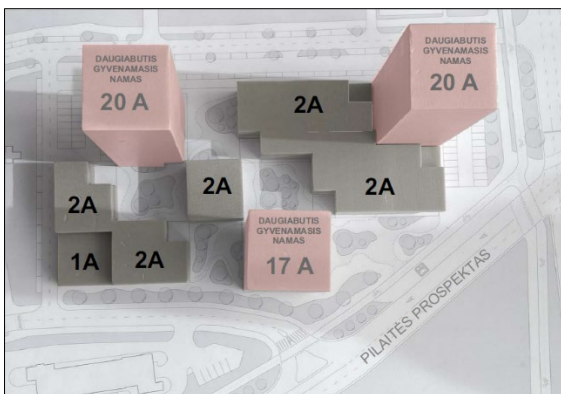 DAUGIABUTIS
GYVENAMASIS
NAMAS
20 A
DAUGIABUTIS
GYVENAMASIS
NAMAS
20 A
2A
2A
2A
2A
DAUGIABUTIS
GYVENAMASIS
NAMAS
17 A
1A
2A
PILAITĖS PROSPEKTAS